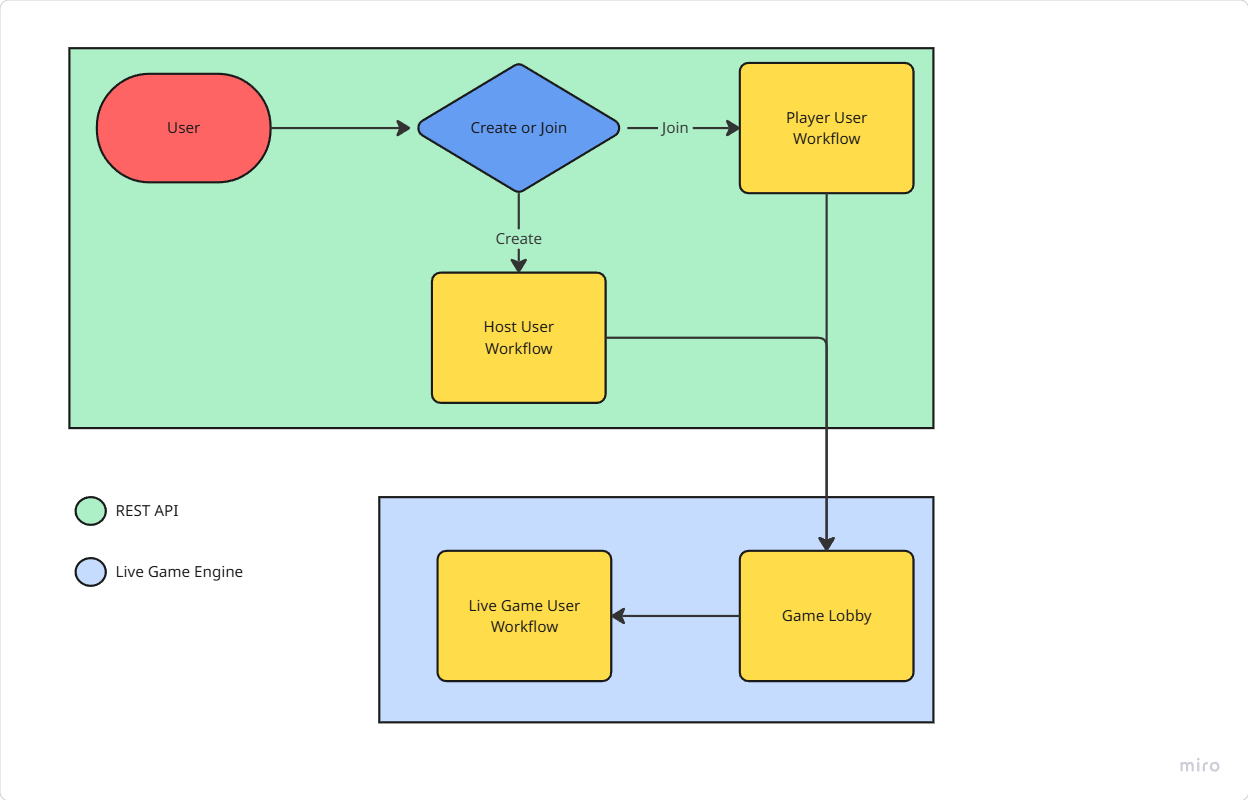 User
Create or Join
Join
Player User
Workflow
Create
Host User
Workflow
REST API
Live Game Engine
Live Game User
Workflow
Game Lobby
miro